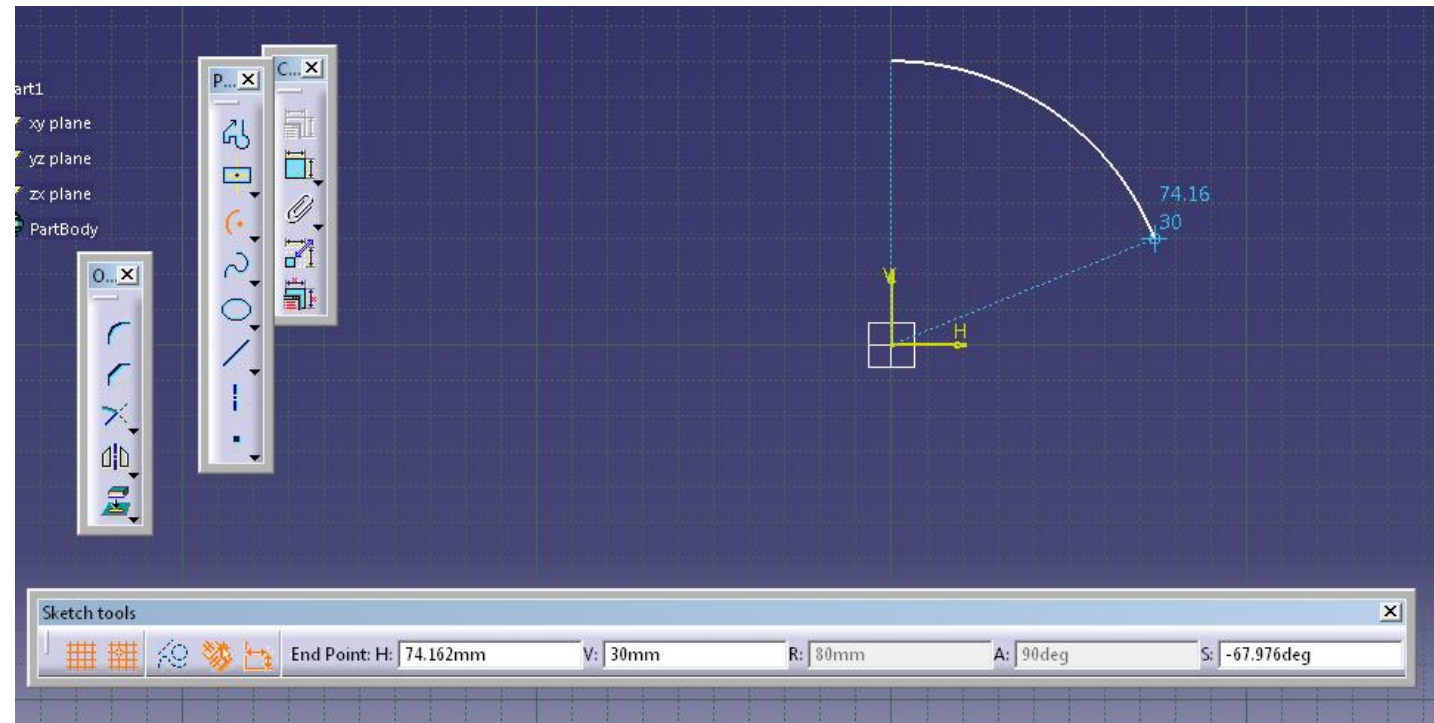 art1
xy plane
yz plane
zx plane
PartBody
P...
C...
O...
74.16
30
V
H
Sketch tools
End Point: H: 74.162mm V: 30mm R: 80mm A: 90deg S: -67.976deg